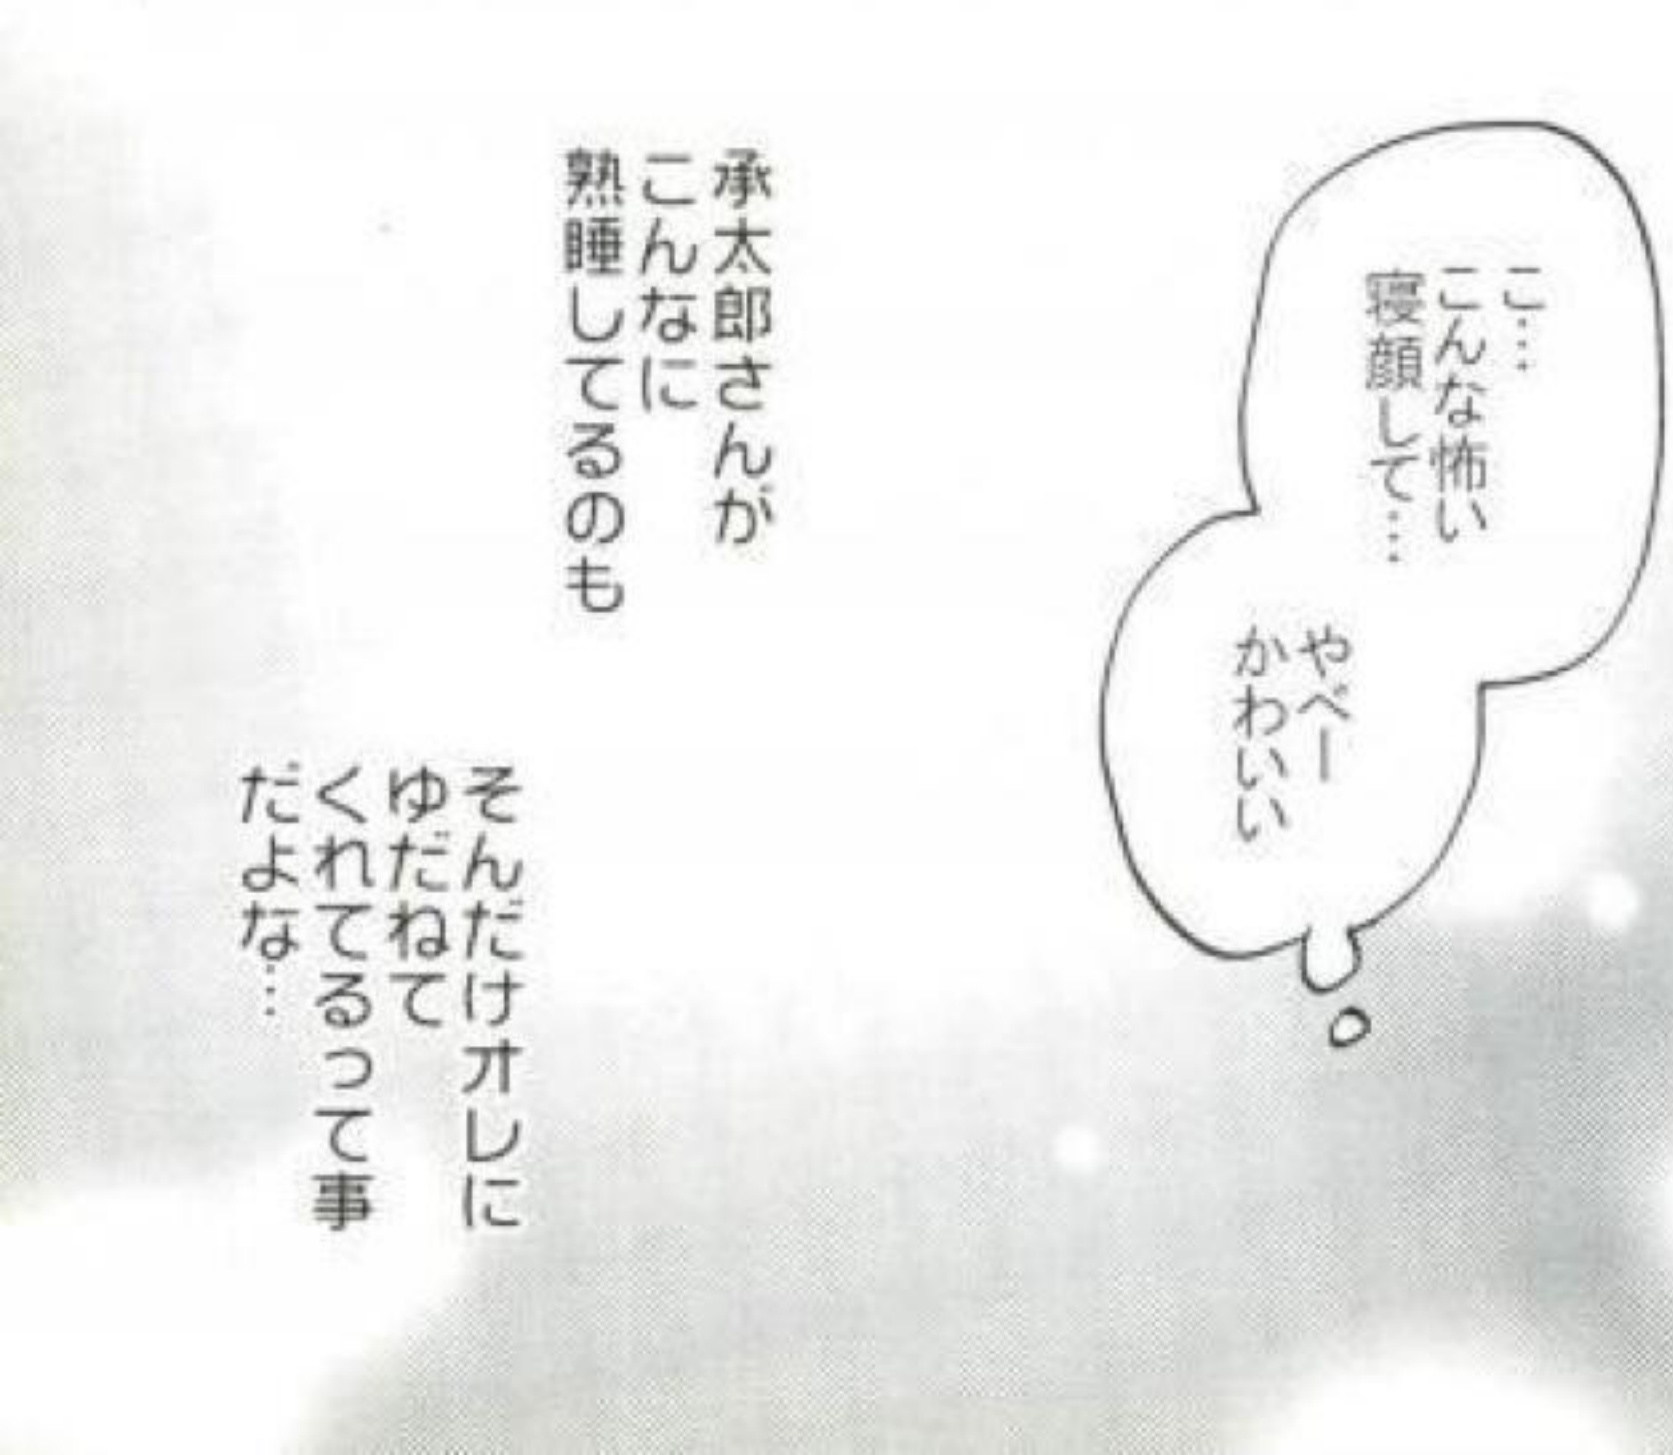 こ…
こんな怖い
寝顔して…
やべー
かわいい
承太郎さんが
こんなに
熟睡してるのも
そんだけオレに
ゆだねて
くれてるって事
だよな…